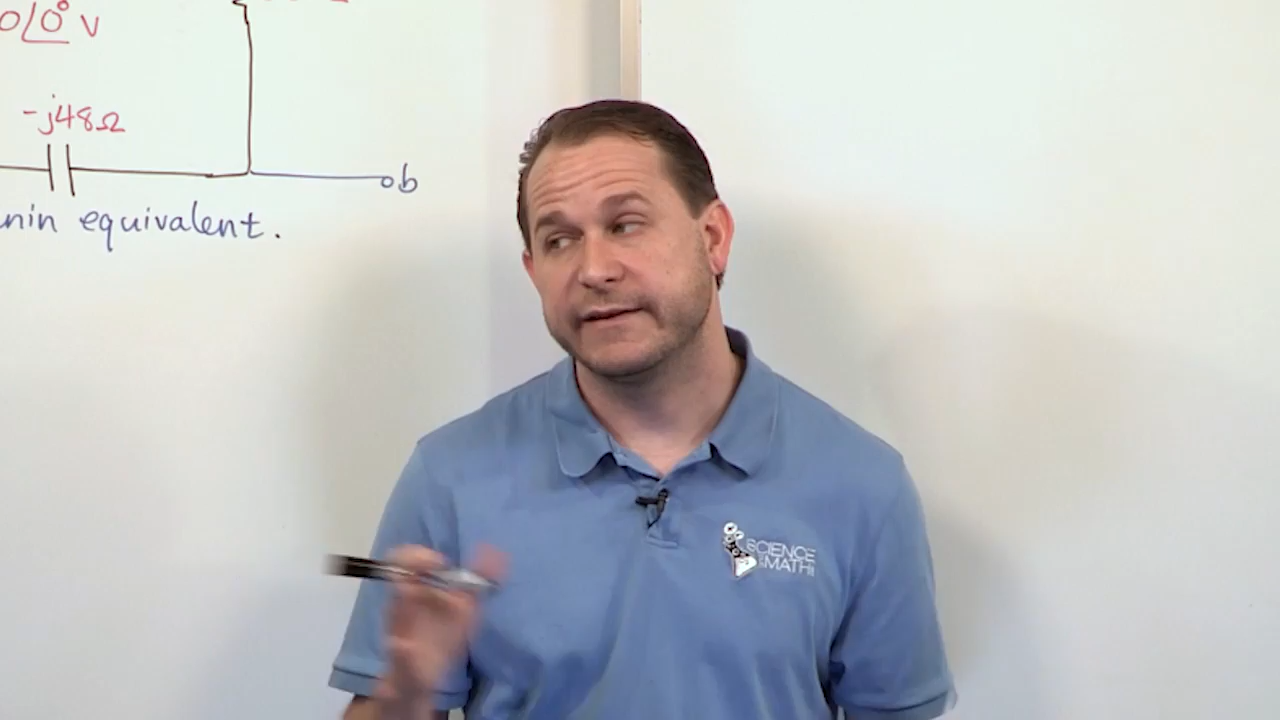 0∠0° V
-j48Ω
b
nin equivalent.
SCIENCE
MATH